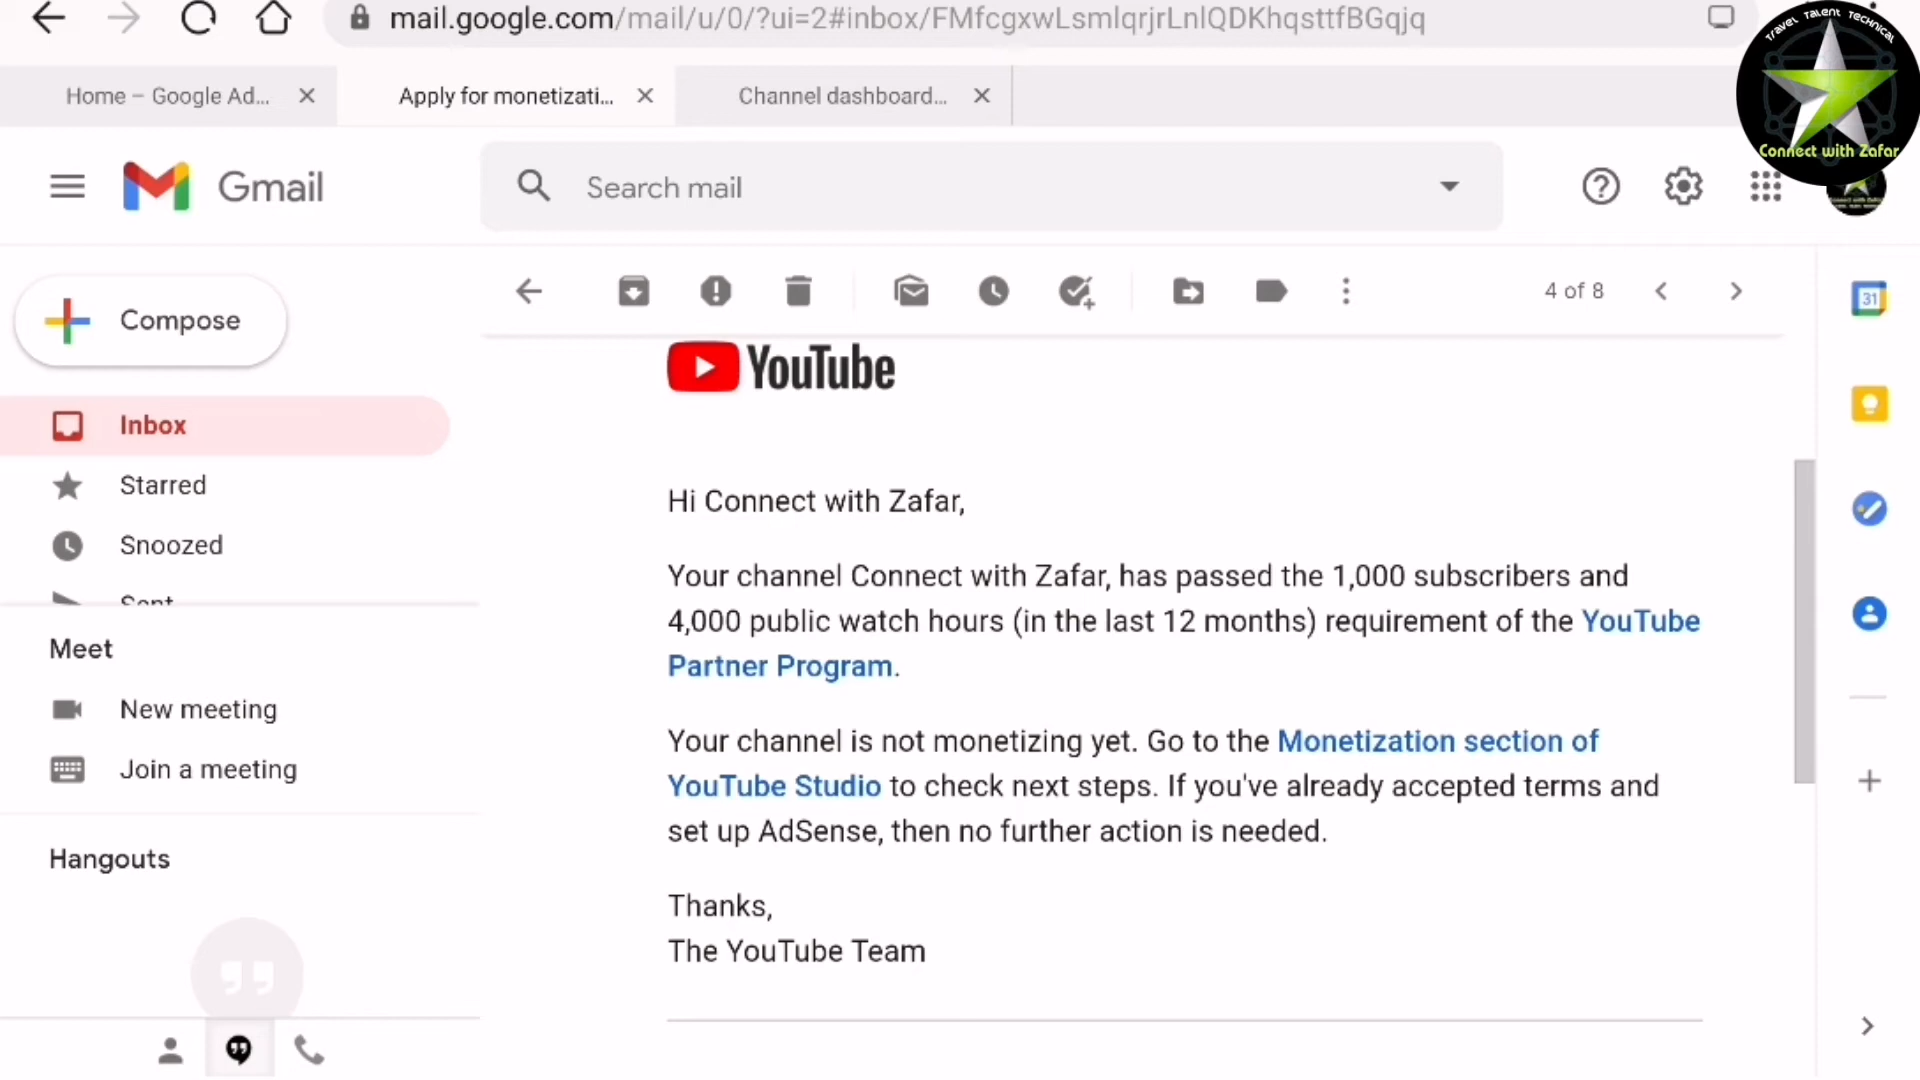 mail.google.com/mail/u/0/?ui=2#inbox/FMfcgxwLsmlqrjrLnlQDKhqsttfBGqjq
Travel Talent Technical
Connect with Zafar
Home – Google Ad...
Apply for monetizati...
Channel dashboard...
Gmail
Search mail
Compose
4 of 8
31
YouTube
Inbox
Starred
Snoozed
Sent
Meet
New meeting
Join a meeting
Hangouts
Hi Connect with Zafar,
Your channel Connect with Zafar, has passed the 1,000 subscribers and
4,000 public watch hours (in the last 12 months) requirement of the YouTube
Partner Program.
Your channel is not monetizing yet. Go to the Monetization section of
YouTube Studio to check next steps. If you've already accepted terms and
set up AdSense, then no further action is needed.
Thanks,
The YouTube Team